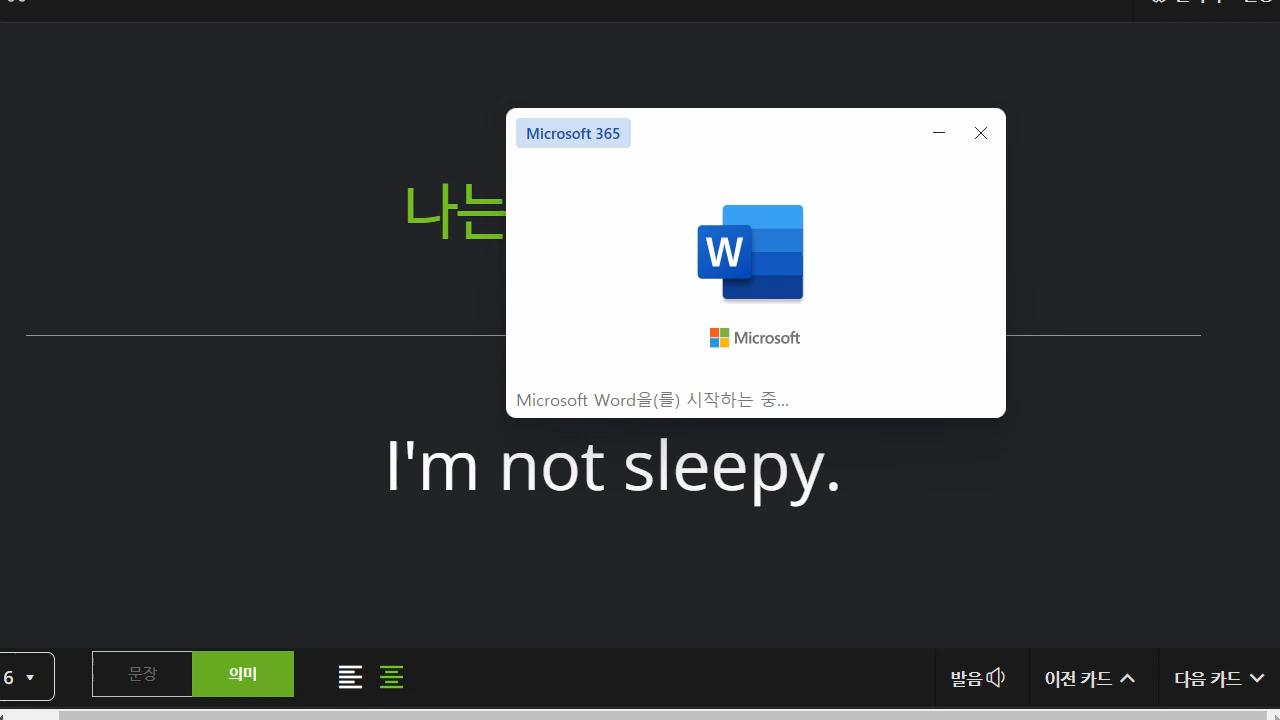 Microsoft 365
나는
W
Microsoft
Microsoft Word을(를) 시작하는 중...
I'm not sleepy.
6
문장
의미
발음
이전 카드
다음 카드